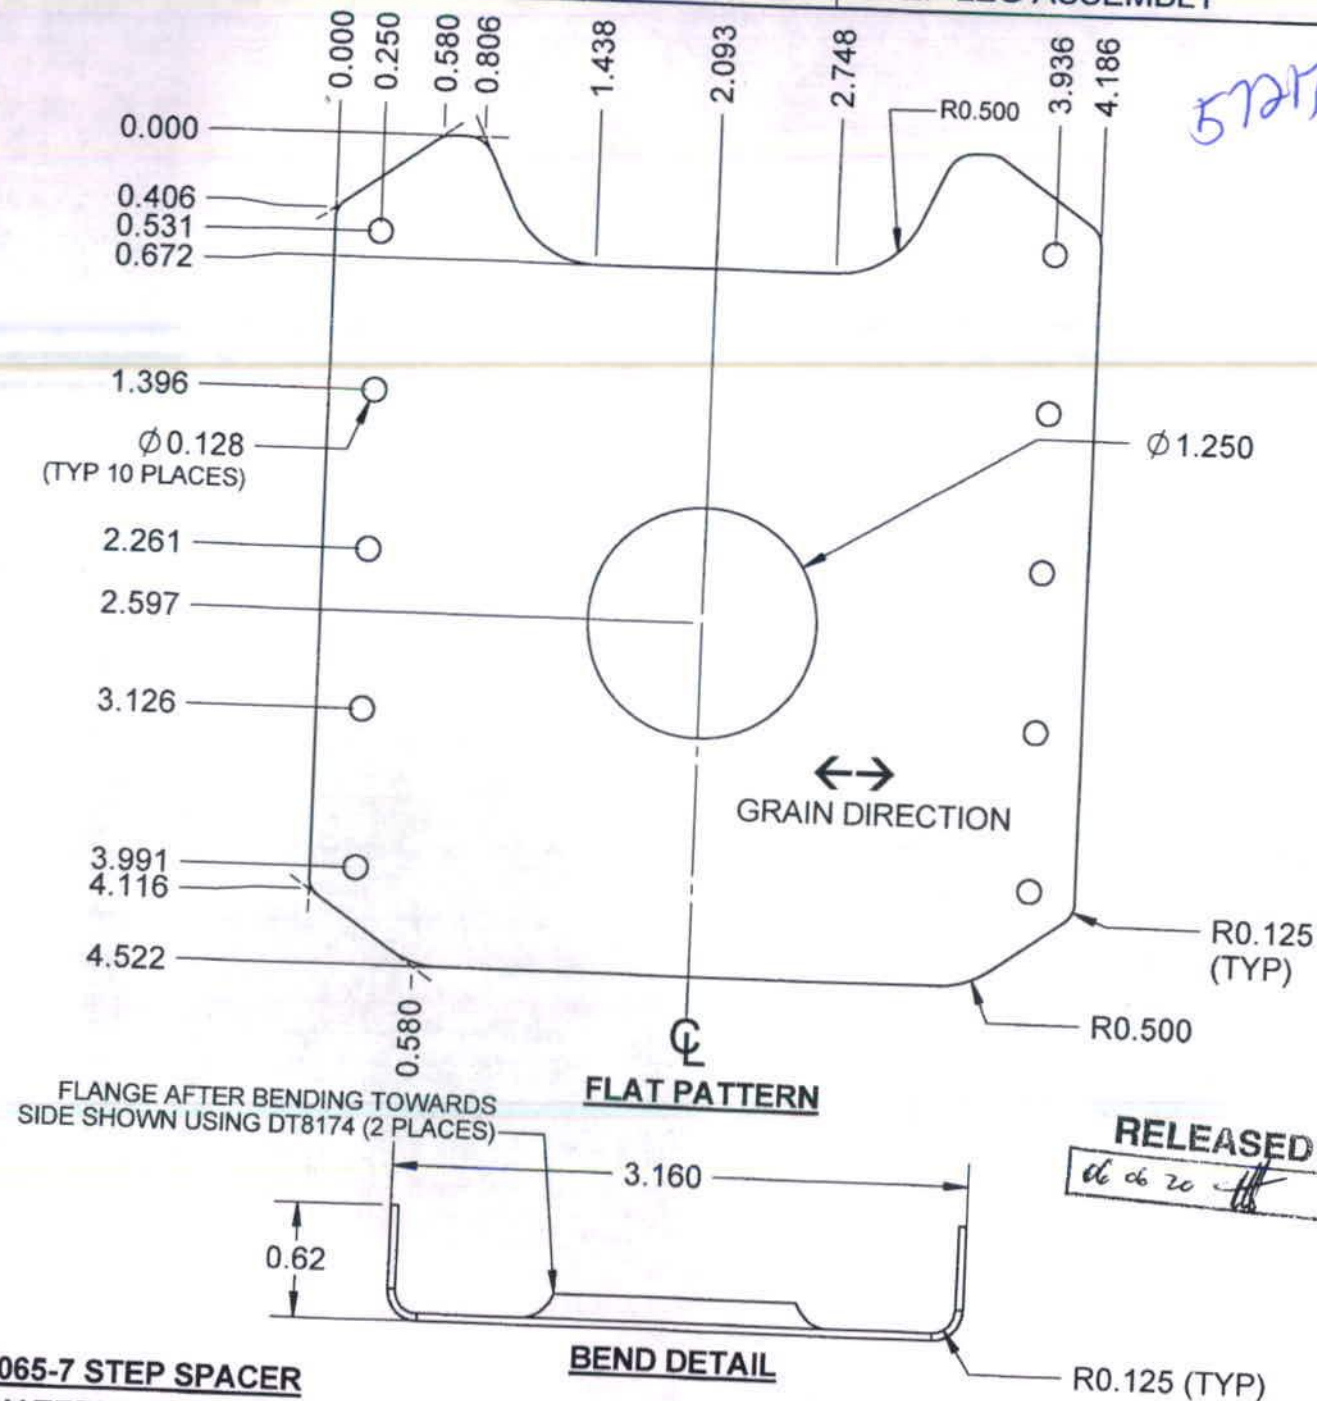 ASSEMBLY
0.000
0.250
0.580
0.806
1.438
2.093
2.748
3.936
4.186
R0.500
0.000
0.406
0.531
0.672
1.396
Ø0.128
(TYP 10 PLACES)
Ø1.250
2.261
2.597
3.126
GRAIN DIRECTION
3.991
4.116
4.522
R0.125
(TYP)
0.580
R0.500
℄
FLAT PATTERN
FLANGE AFTER BENDING TOWARDS
SIDE SHOWN USING DT8174 (2 PLACES)
RELEASED
06 06 20
3.160
0.62
BEND DETAIL
065-7 STEP SPACER
R0.125 (TYP)